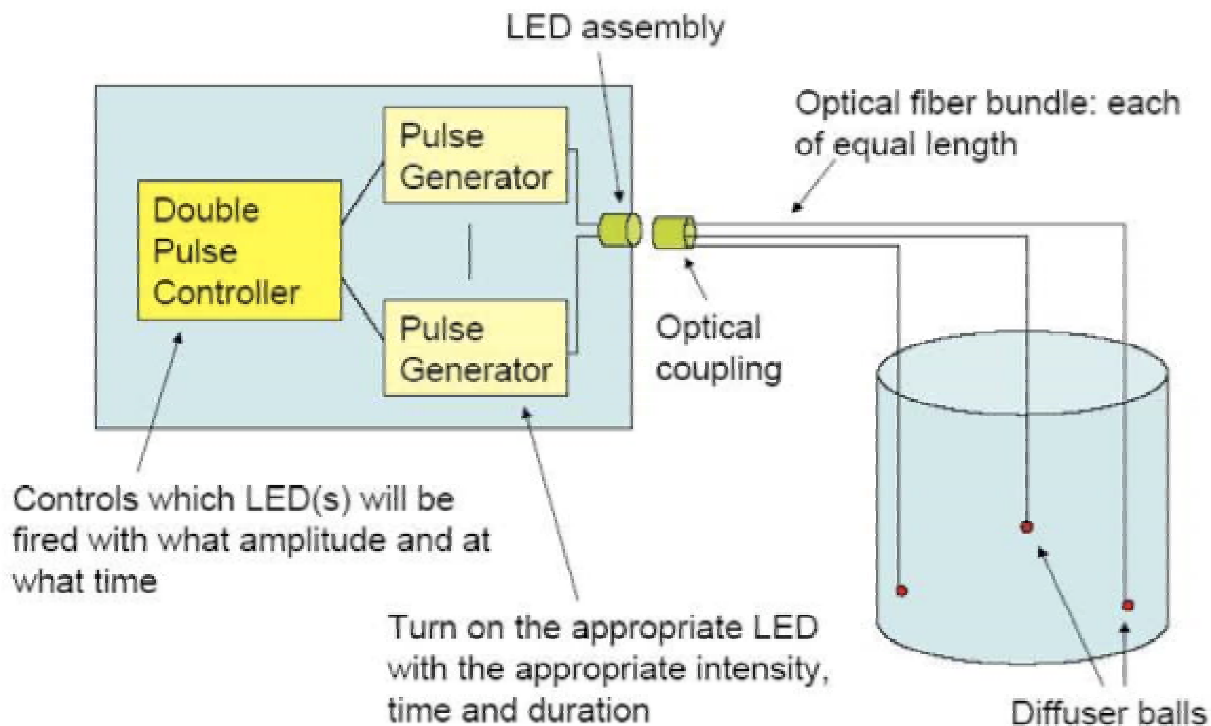 LED assembly
Optical fiber bundle: each
of equal length
Pulse
Generator
Double
Pulse
Controller
Pulse
Generator
Optical
coupling
Controls which LED(s) will be
fired with what amplitude and at
what time
Turn on the appropriate LED
with the appropriate intensity,
time and duration
Diffuser balls